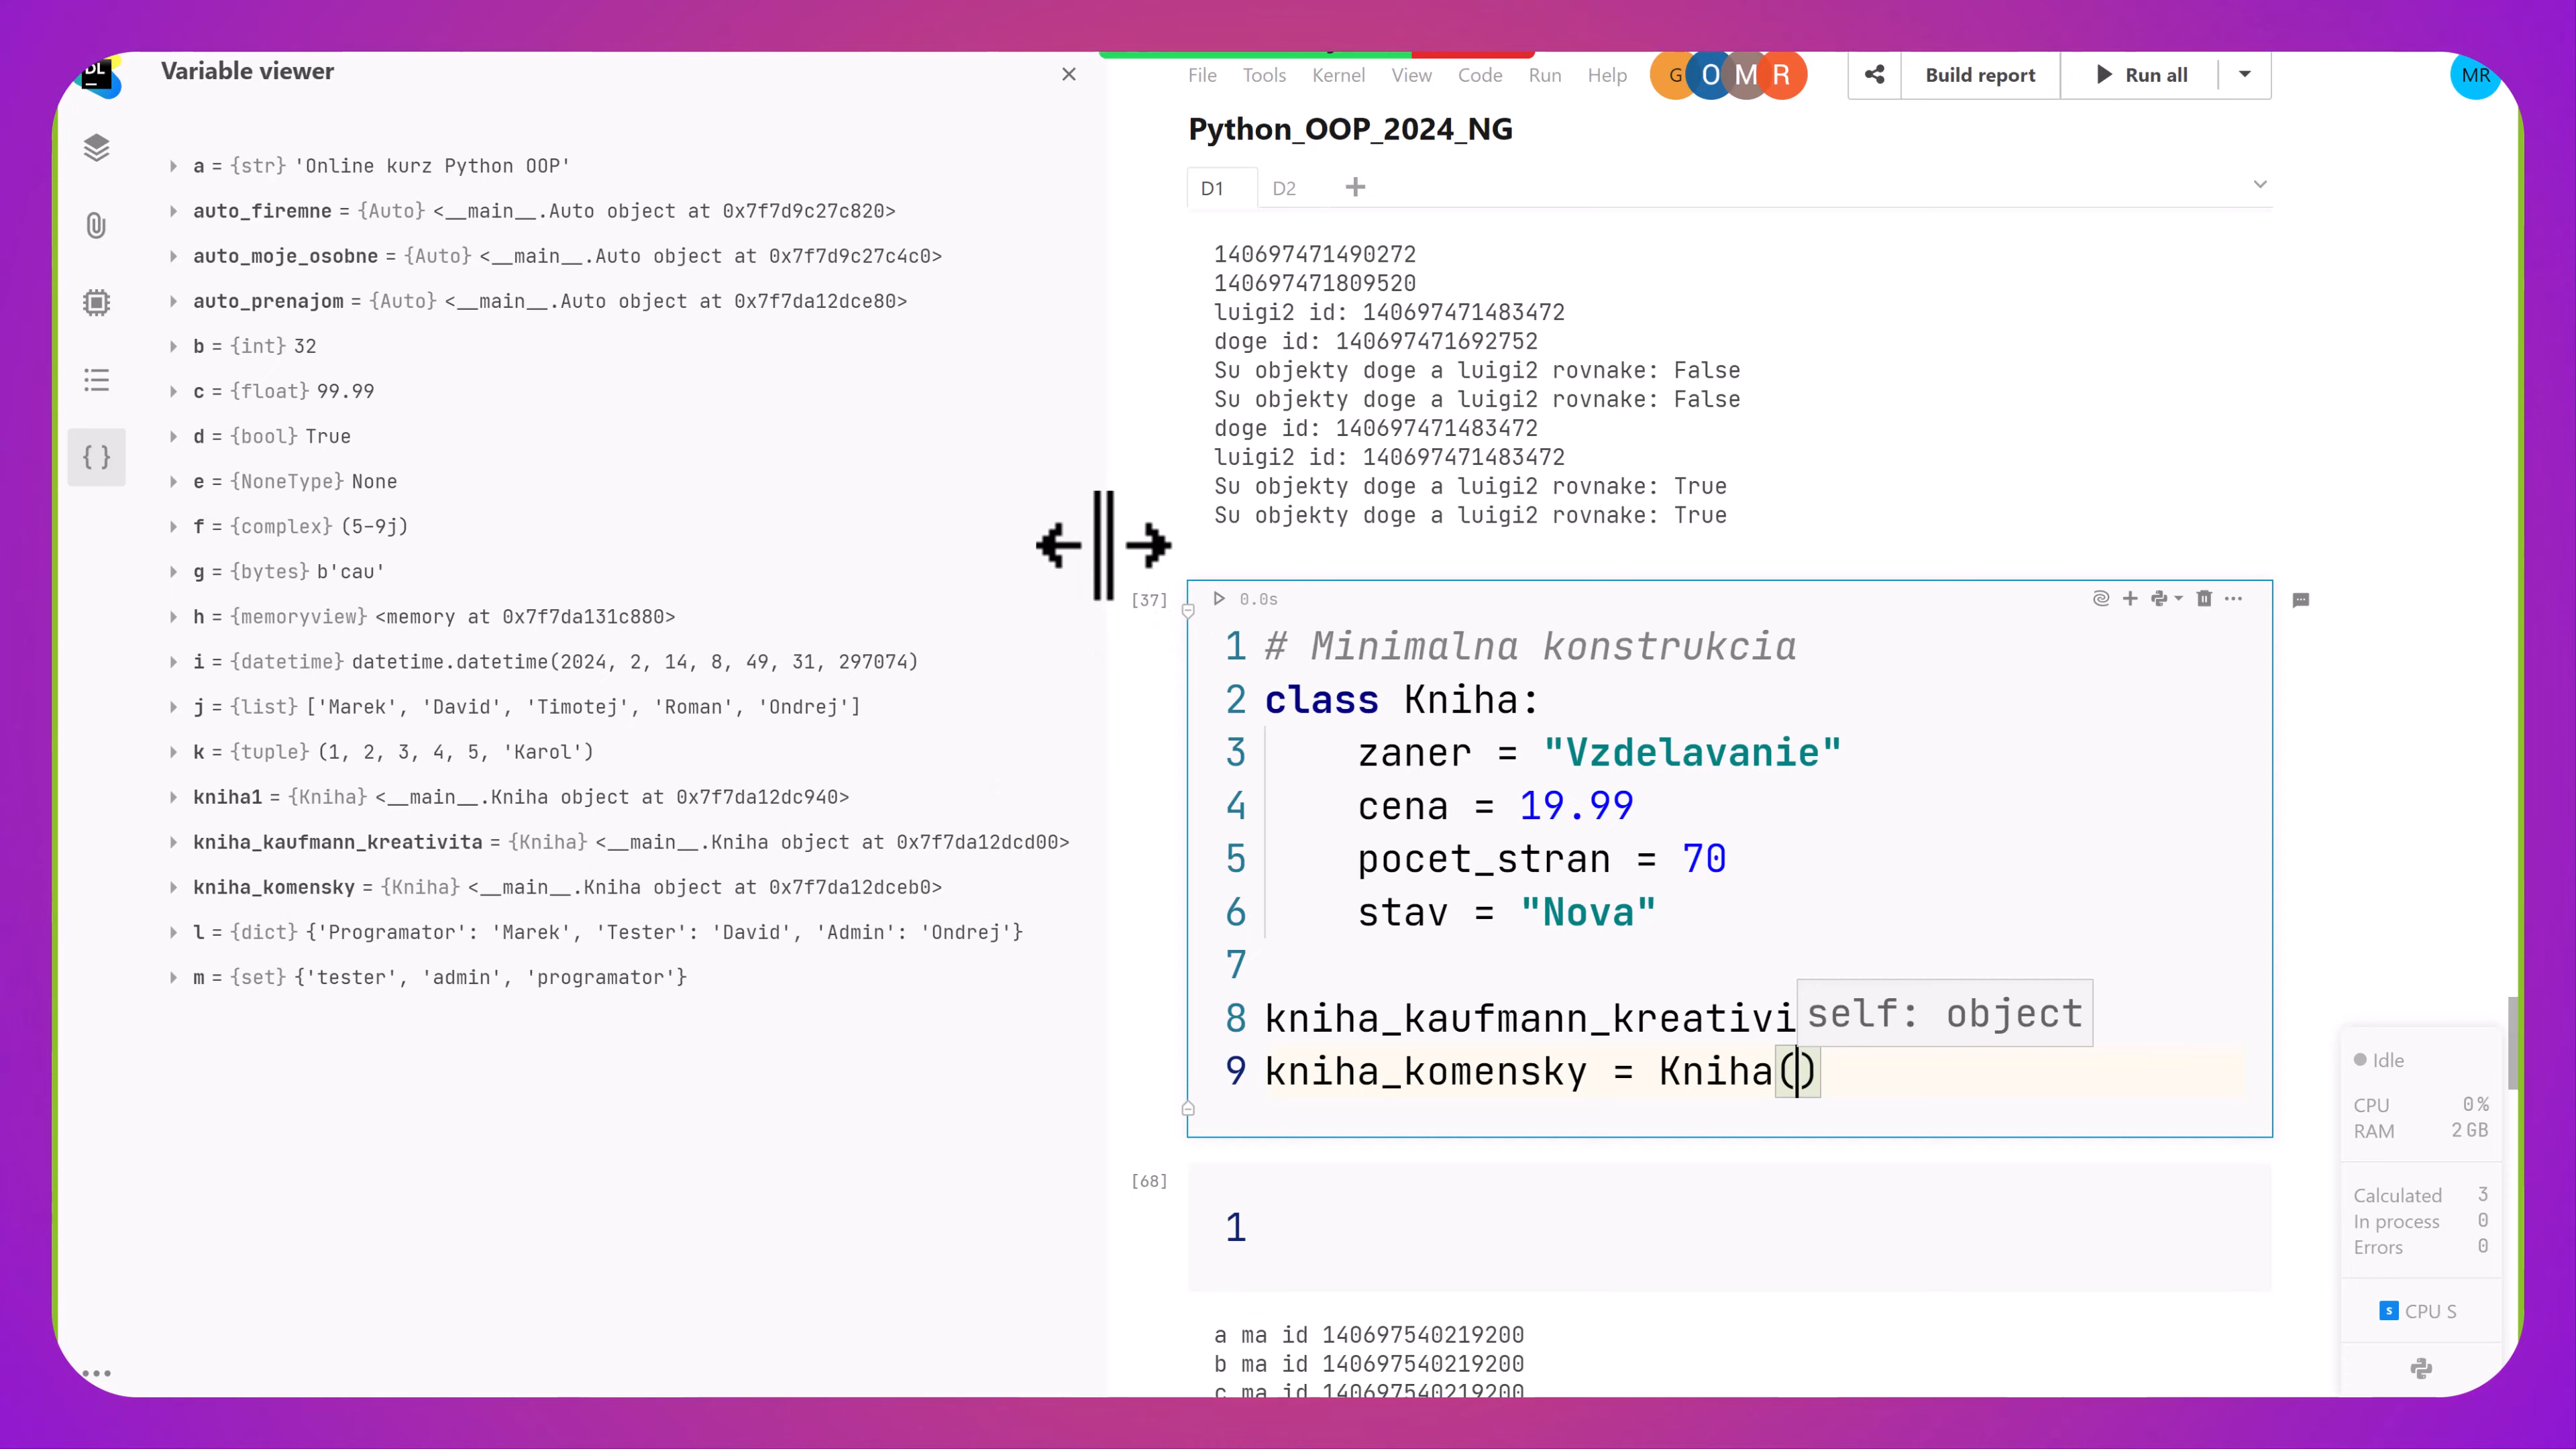 DL
Variable viewer
a = {str} 'Online kurz Python OOP'
auto_firemne = {Auto} <__main__.Auto object at 0x7f7d9c27c820>
auto_moje_osobne = {Auto} <__main__.Auto object at 0x7f7d9c27c4c0>
auto_prenajom = {Auto} <__main__.Auto object at 0x7f7da12dce80>
b = {int} 32
c = {float} 99.99
d = {bool} True
e = {NoneType} None
f = {complex} (5-9j)
g = {bytes} b'cau'
h = {memoryview} <memory at 0x7f7da131c880>
i = {datetime} datetime.datetime(2024, 2, 14, 8, 49, 31, 297074)
j = {list} ['Marek', 'David', 'Timotej', 'Roman', 'Ondrej']
k = {tuple} (1, 2, 3, 4, 5, 'Karol')
kniha1 = {Kniha} <__main__.Kniha object at 0x7f7da12dc940>
kniha_kaufmann_kreativita = {Kniha} <__main__.Kniha object at 0x7f7da12dcd00>
kniha_komensky = {Kniha} <__main__.Kniha object at 0x7f7da12dceb0>
l = {dict} {'Programator': 'Marek', 'Tester': 'David', 'Admin': 'Ondrej'}
m = {set} {'tester', 'admin', 'programator'}
File Tools Kernel View Code Run Help G O M R Build report Run all MR
Python_OOP_2024_NG
D1 D2
140697471490272
140697471809520
luigi2 id: 140697471483472
doge id: 140697471692752
Su objekty doge a luigi2 rovnake: False
Su objekty doge a luigi2 rovnake: False
doge id: 140697471483472
luigi2 id: 140697471483472
Su objekty doge a luigi2 rovnake: True
Su objekty doge a luigi2 rovnake: True
[37] 0.0s
1 # Minimalna konstrukcia
2 class Kniha:
3 zaner = "Vzdelavanie"
4 cena = 19.99
5 pocet_stran = 70
6 stav = "Nova"
7
8 kniha_kaufmann_kreativi
self: object
9 kniha_komensky = Kniha()
[68]
1
a ma id 140697540219200
b ma id 140697540219200
c ma id 140697540219200
Idle
CPU 0%
RAM 2 GB
Calculated 3
In process 0
Errors 0
S CPU S